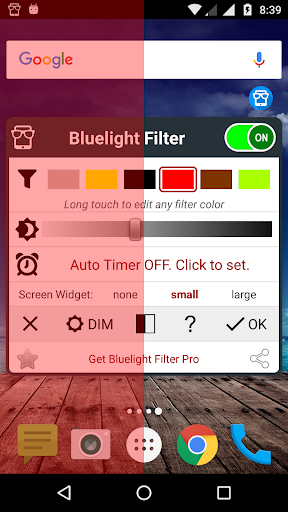 8:39
Google
Bluelight Filter
ON
Long touch to edit any filter color
Auto Timer OFF. Click to set.
Screen Widget: none small large
DIM ? OK
Get Bluelight Filter Pro